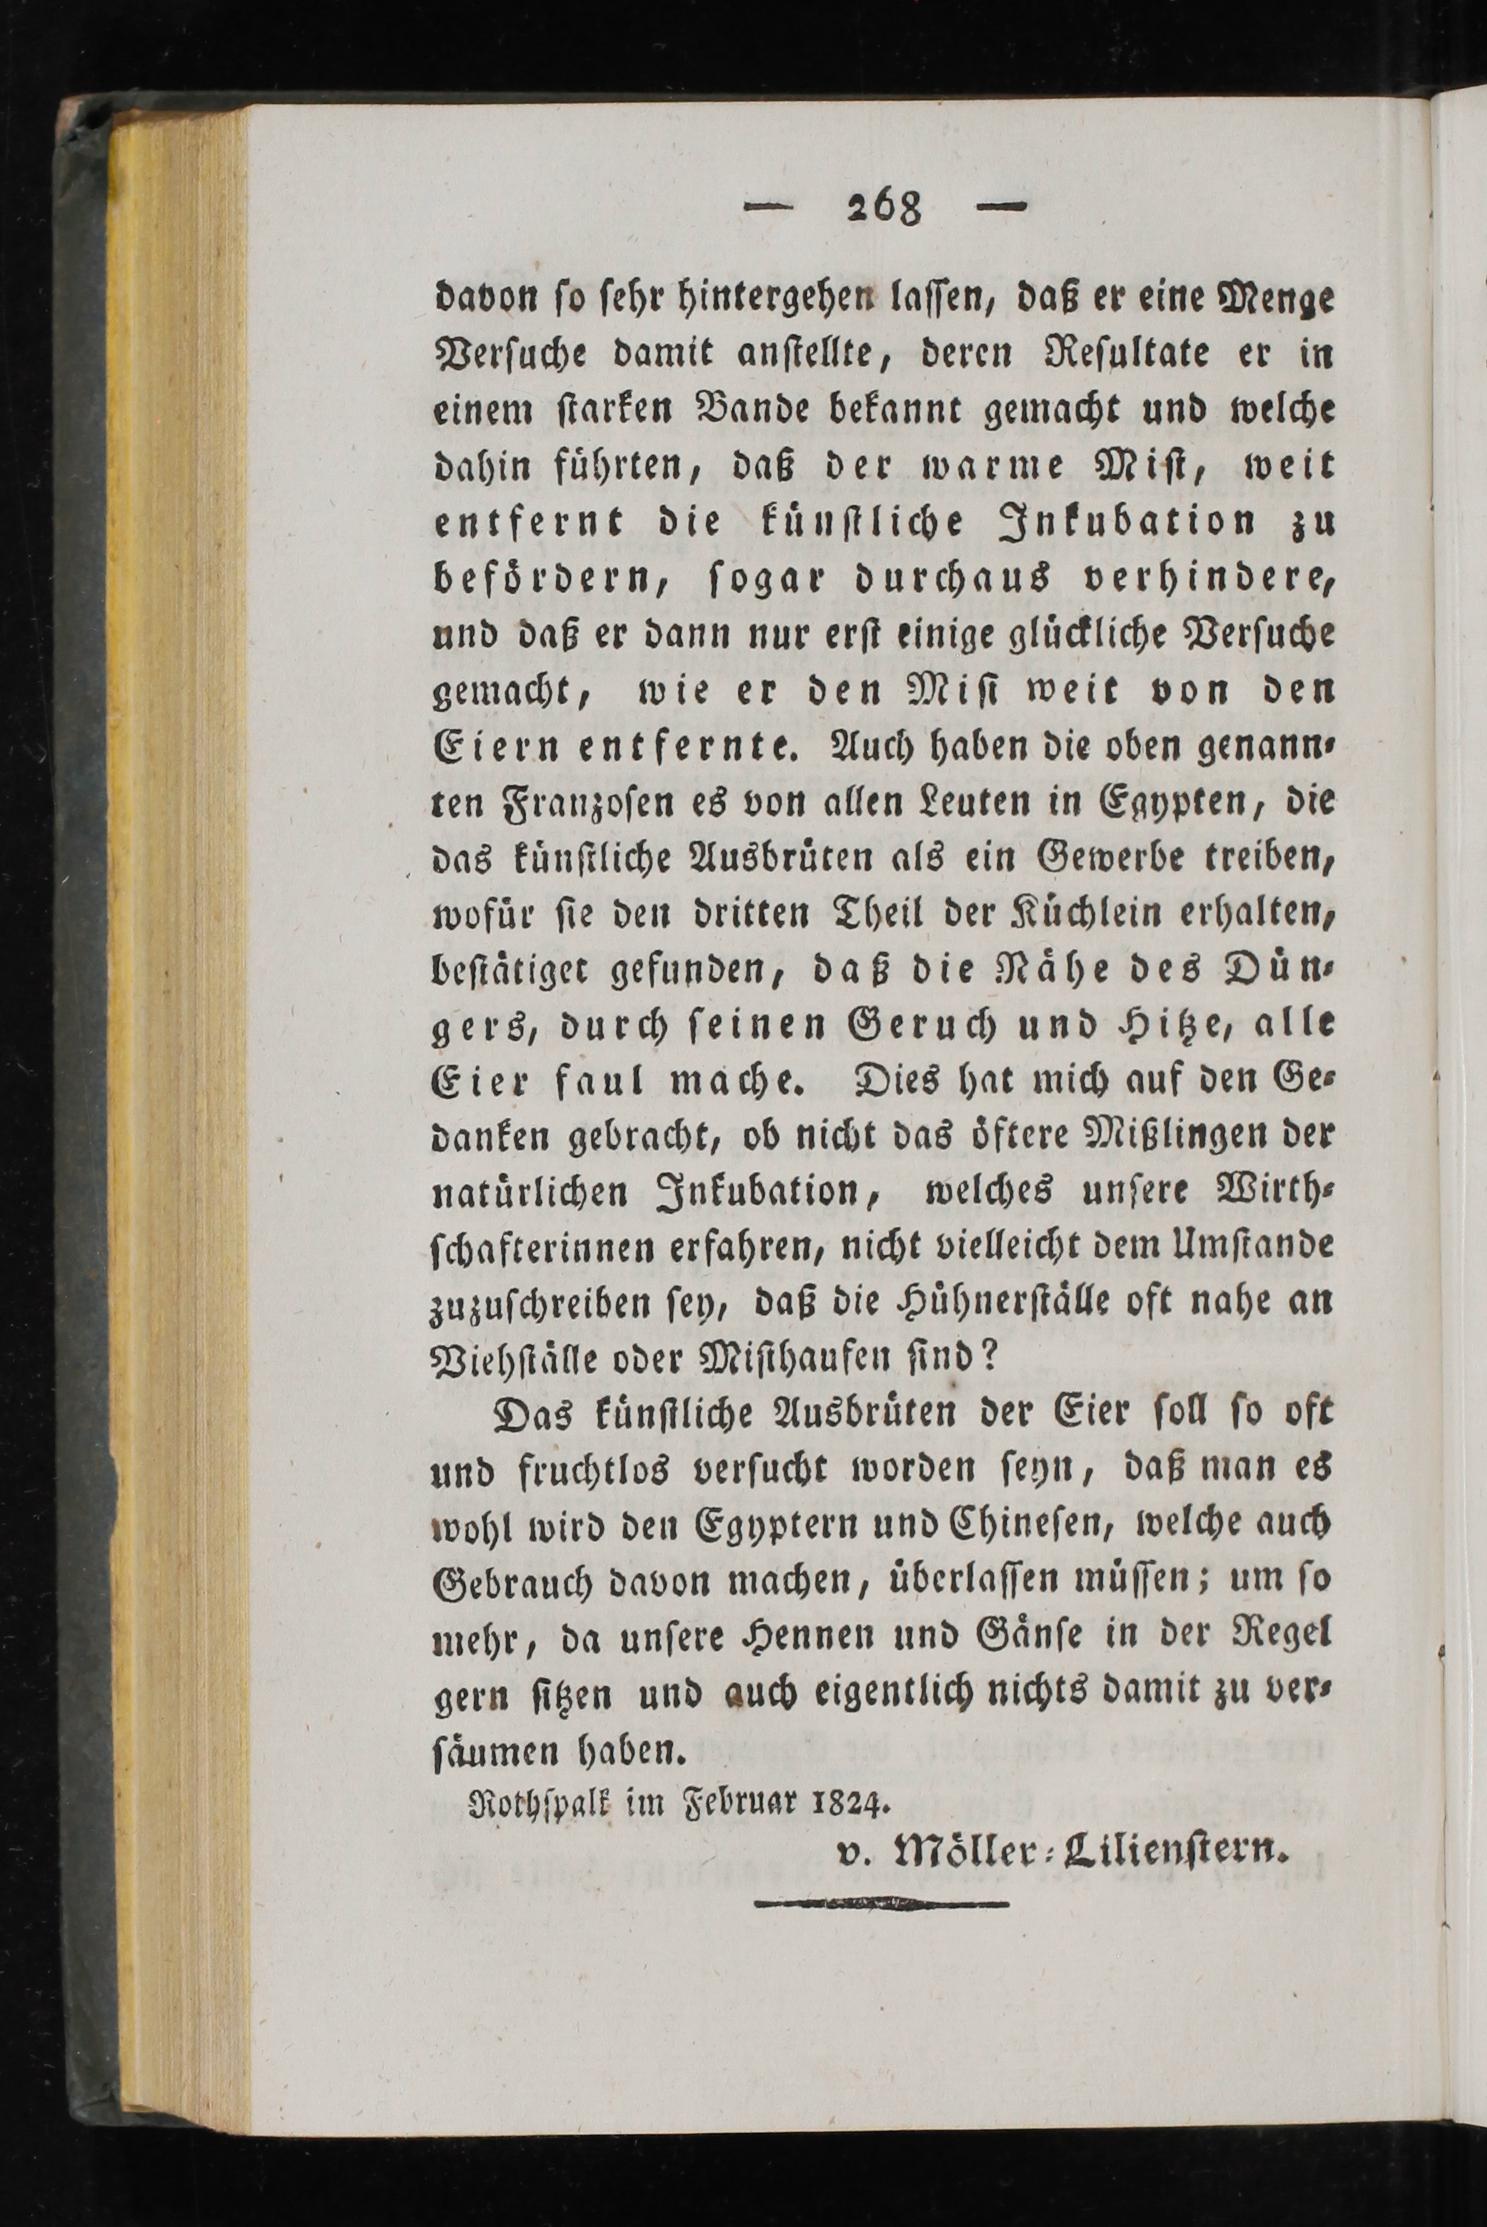 — 268 —
davon ſo ſehr hintergehen laſſen, daß er eine Menge
Verſuche damit anſtellte, deren Reſultate er in
einem ſtarken Bande bekannt gemacht und welche
dahin führten, daß der warme Miſt, weit
entfernt die künſtliche Inkubation zu
befördern, ſogar durchaus verhindere,
und daß er dann nur erſt einige glückliche Verſuche
gemacht, wie er den Miſt weit von den
Eiern entfernte. Auch haben die oben genann⸗
ten Franzoſen es von allen Leuten in Egypten, die
das künſtliche Ausbrüten als ein Gewerbe treiben,
wofür ſie den dritten Theil der Küchlein erhalten,
beſtätiget gefunden, daß die Nähe des Dün⸗
gers, durch ſeinen Geruch und Hitze, alle
Eier faul mache. Dies hat mich auf den Ge⸗
danken gebracht, ob nicht das öftere Mißlingen der
natürlichen Inkubation, welches unſere Wirth⸗
ſchafterinnen erfahren, nicht vielleicht dem Umſtande
zuzuſchreiben ſey, daß die Hühnerſtälle oft nahe an
Viehſtälle oder Miſthaufen ſind?
Das künſtliche Ausbrüten der Eier ſoll ſo oft
und fruchtlos verſucht worden ſeyn, daß man es
wohl wird den Egyptern und Chineſen, welche auch
Gebrauch davon machen, überlaſſen müſſen; um ſo
mehr, da unſere Hennen und Gänſe in der Regel
gern ſitzen und auch eigentlich nichts damit zu ver⸗
ſäumen haben.
Rothſpalk im Februar 1824.
v. Möller⸗Lilienſtern.